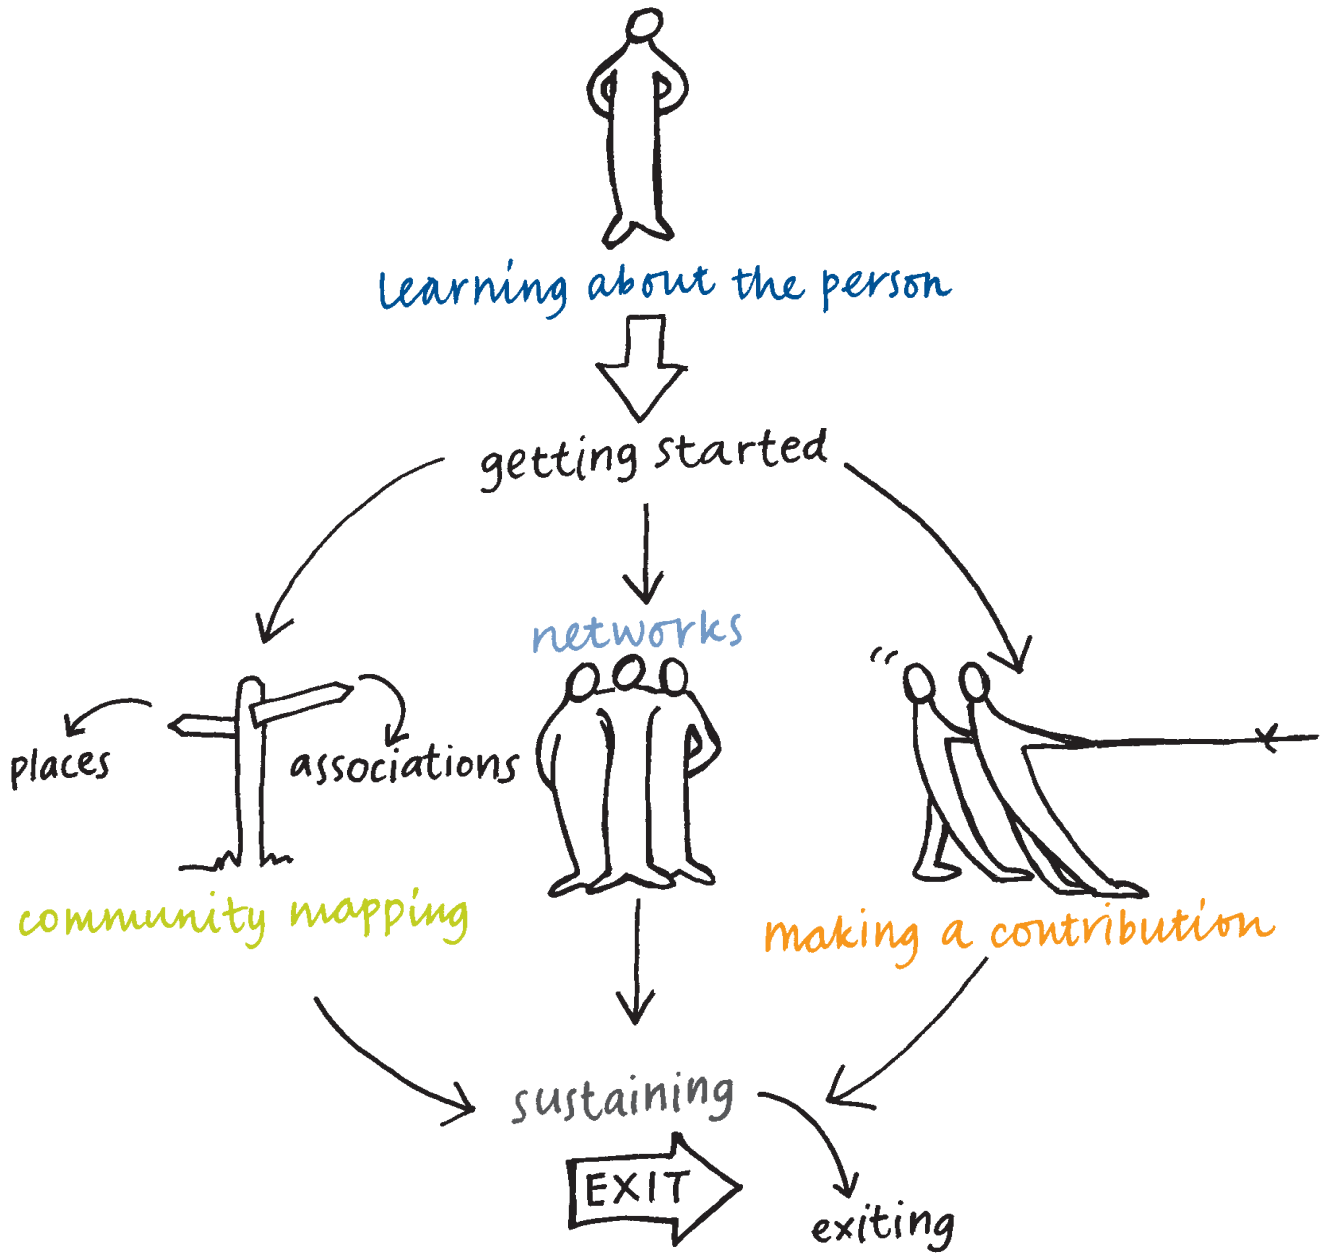 learning about the person
getting started
networks
places
associations
community mapping
making a contribution
sustaining
EXIT
exiting